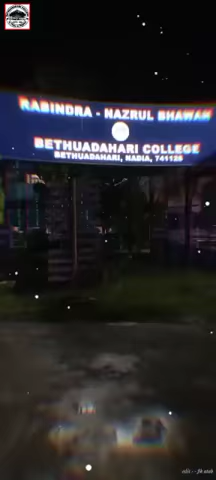 RABINDRA - NAZRUL BHAWAN
BETHUADAHARI COLLEGE
BETHUADAHARI, NADIA, 741126